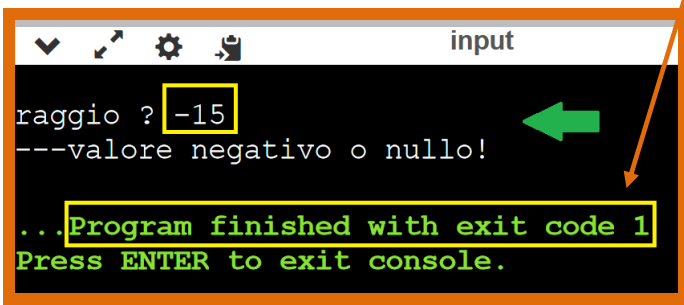 input
raggio ? -15
---valore negativo o nullo!
...Program finished with exit code 1
Press ENTER to exit console.